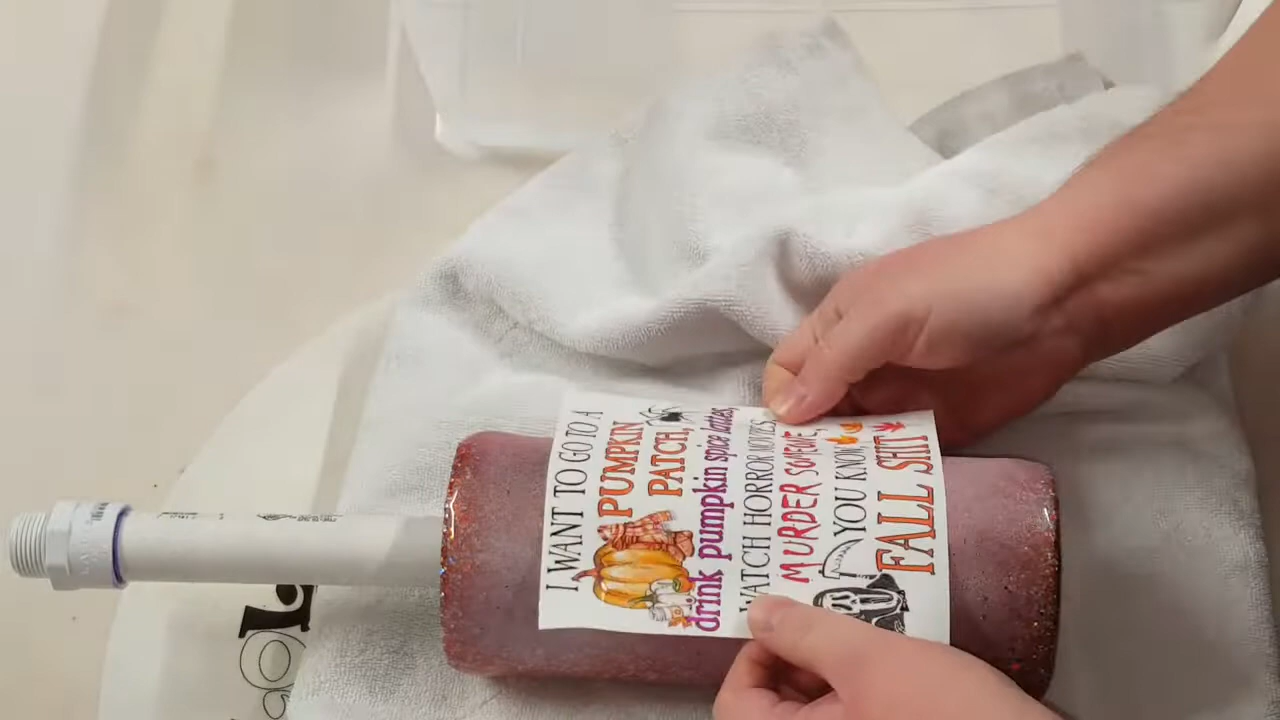 I WANT TO GO TO A
PUMPKIN
PATCH,
drink pumpkin spice lattes,
WATCH HORROR MOVIES,
MURDER SOMEONE,
YOU KNOW,
FALL SHIT